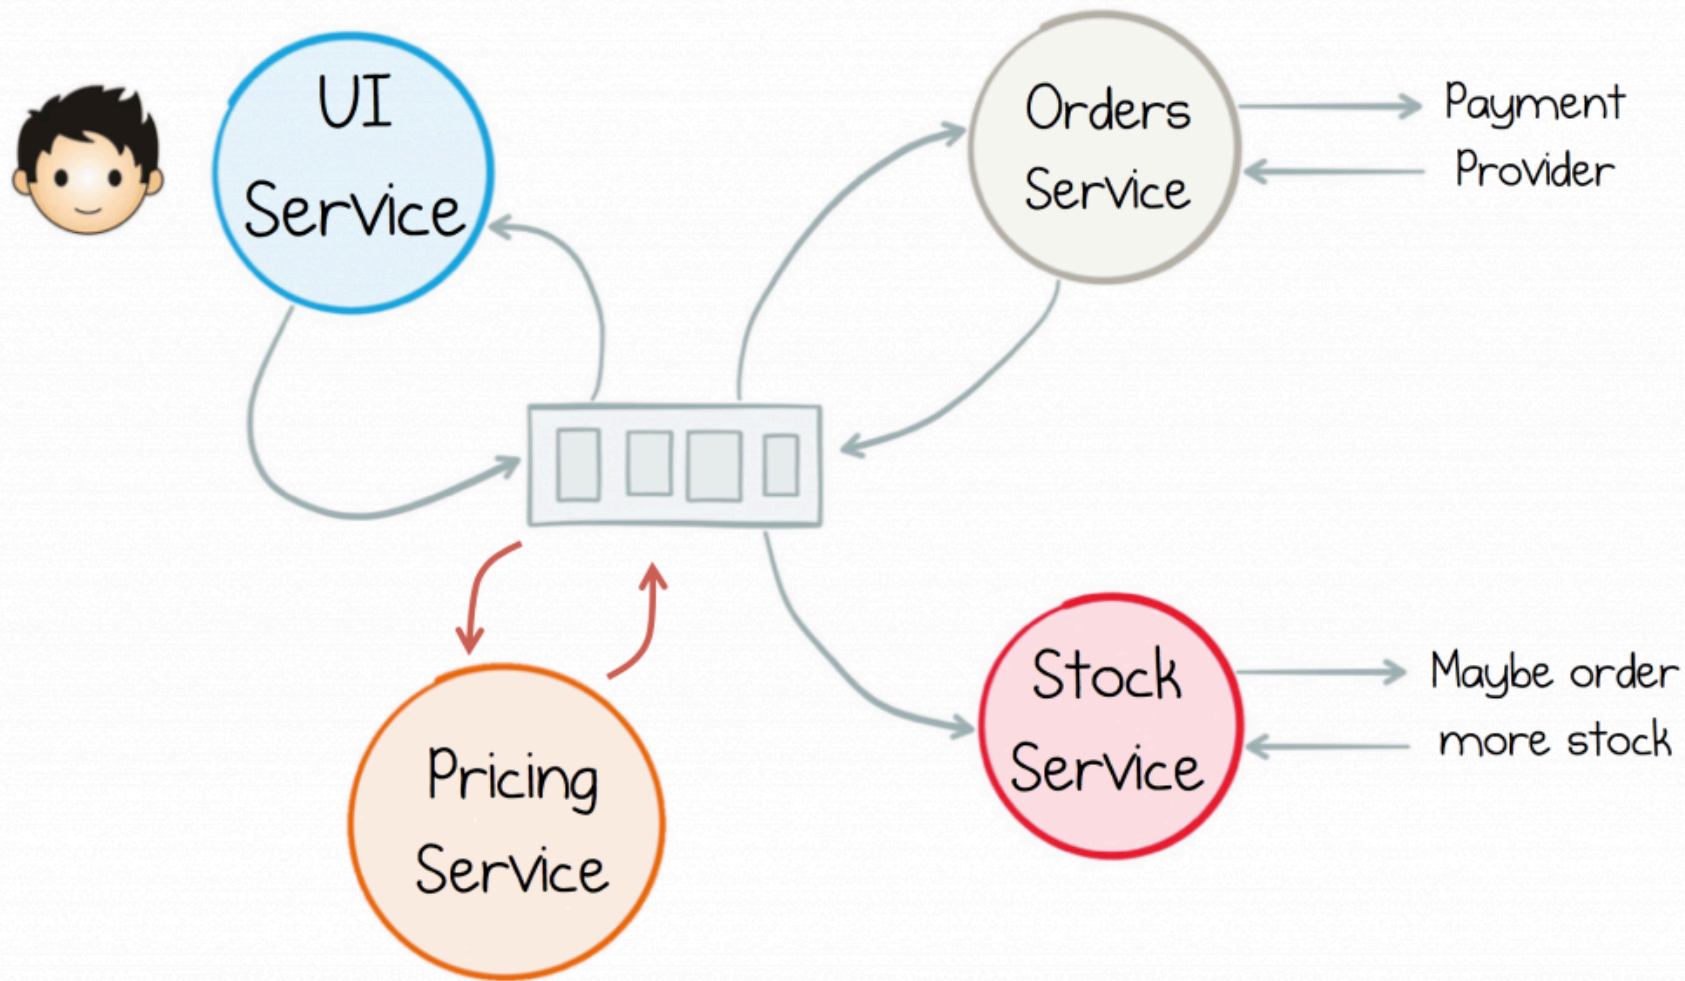 UI
Service
Orders
Service
Payment
Provider
Pricing
Service
Stock
Service
Maybe order
more stock